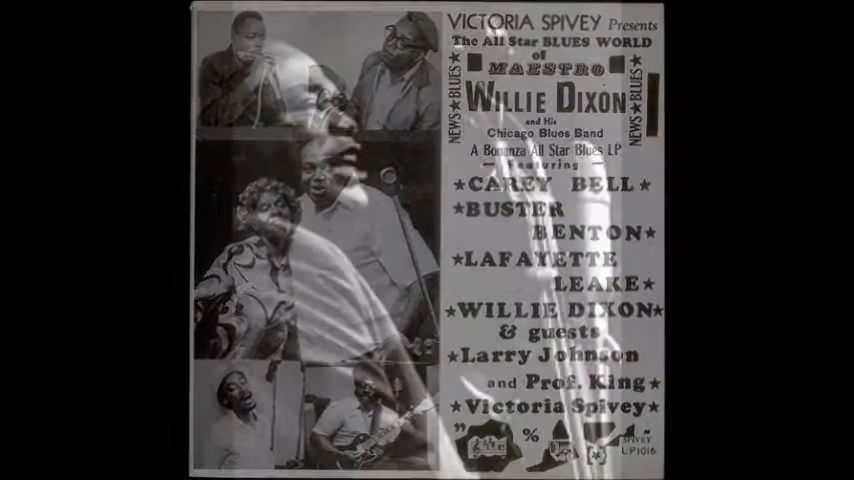 VICTORIA SPIVEY Presents
The All Star BLUES WORLD
of
MAESTRO
WILLIE DIXON
and His
Chicago Blues Band
A Bonanza All Star Blues LP
Featuring
NEWS★BLUES★
NEWS★BLUES★
★CAREY BELL★
★BUSTER
BENTON★
★LAFAYETTE
LEAKE★
★WILLIE DIXON★
& guests
★Larry Johnson
and Prof. King★
★Victoria Spivey★
%
SPIVEY
LP1016